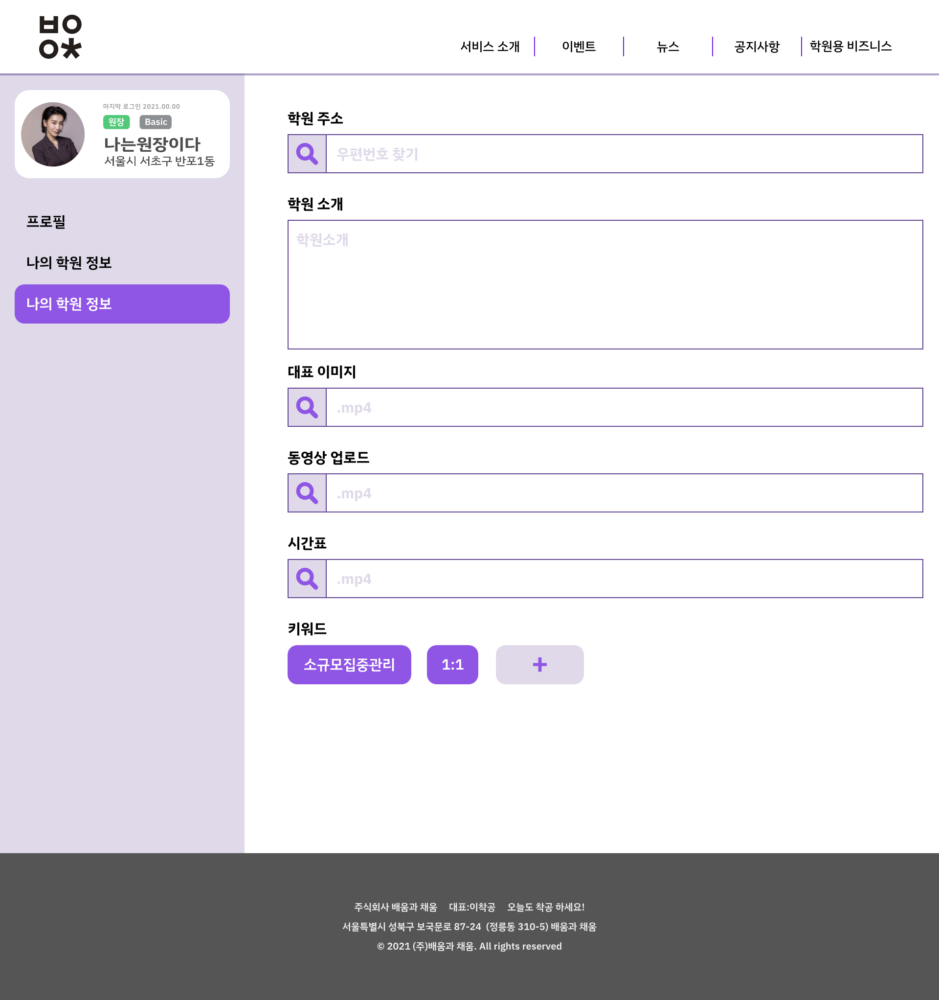 서비스 소개
이벤트
뉴스
공지사항
학원용 비즈니스
마지막 로그인 2021.00.00
원장
Basic
나는원장이다
서울시 서초구 반포1동
프로필
나의 학원 정보
나의 학원 정보
학원 주소
우편번호 찾기
학원 소개
학원소개
대표 이미지
.mp4
동영상 업로드
.mp4
시간표
.mp4
키워드
소규모집중관리
1:1
+
주식회사 배움과 채움 대표:이착공 오늘도 착공 하세요!
서울특별시 성북구 보국문로 87-24 (정릉동 310-5) 배움과 채움
© 2021 (주)배움과 채움. All rights reserved